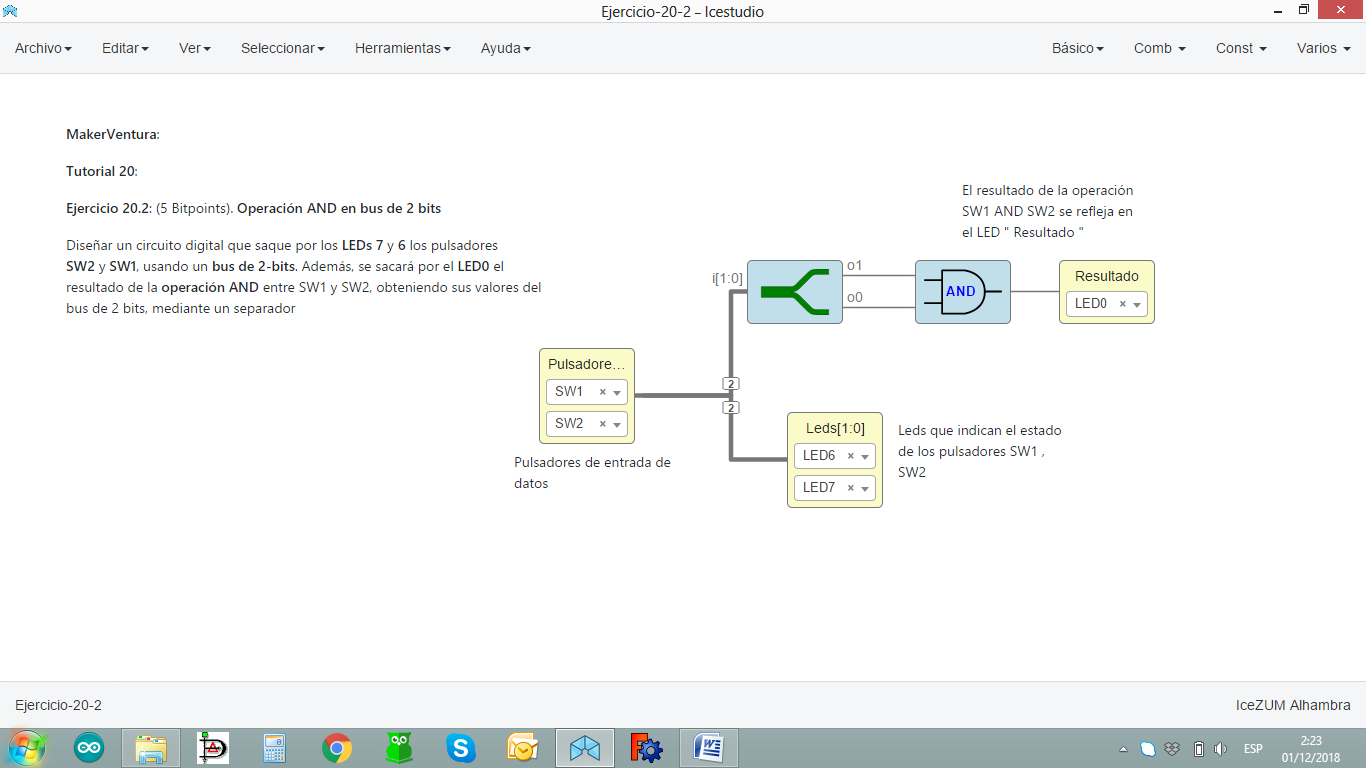 Ejercicio-20-2 – Icestudio
Archivo Editar Ver Seleccionar Herramientas Ayuda Básico Comb Const Varios
MakerVentura:
Tutorial 20:
Ejercicio 20.2: (5 Bitpoints). Operación AND en bus de 2 bits
Diseñar un circuito digital que saque por los LEDs 7 y 6 los pulsadores
SW2 y SW1, usando un bus de 2-bits. Además, se sacará por el LED0 el
resultado de la operación AND entre SW1 y SW2, obteniendo sus valores del
bus de 2 bits, mediante un separador
El resultado de la operación
SW1 AND SW2 se refleja en
el LED " Resultado "
i[1:0]
o1
o0
AND
Resultado
LED0
Pulsadore…
SW1
SW2
2
2
Pulsadores de entrada de
datos
Leds[1:0]
LED6
LED7
Leds que indican el estado
de los pulsadores SW1 ,
SW2
Ejercicio-20-2
IceZUM Alhambra
ESP
2:23
01/12/2018